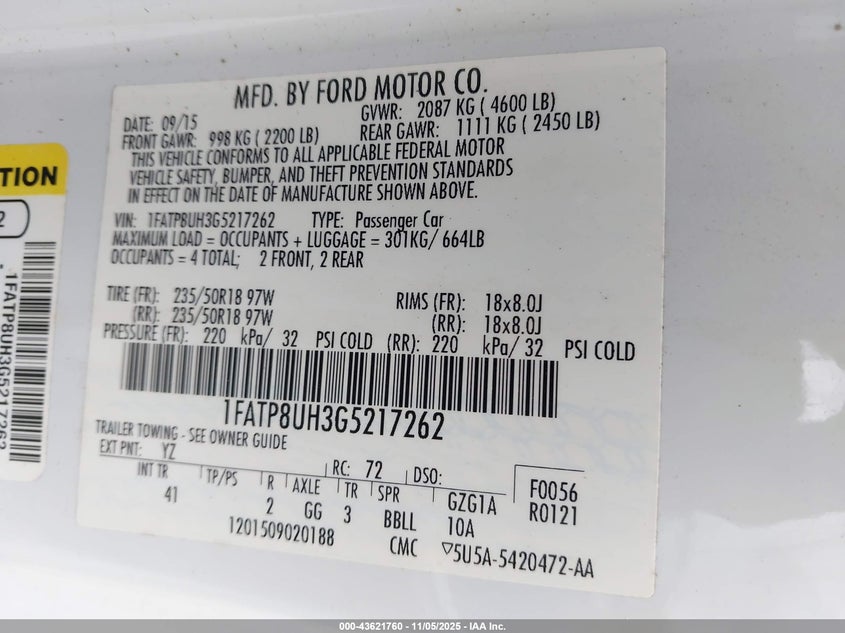 MFD. BY FORD MOTOR CO.
DATE: 09/15 GVWR: 2087 KG ( 4600 LB)
FRONT GAWR: 998 KG ( 2200 LB) REAR GAWR: 1111 KG ( 2450 LB)
THIS VEHICLE CONFORMS TO ALL APPLICABLE FEDERAL MOTOR
VEHICLE SAFETY, BUMPER, AND THEFT PREVENTION STANDARDS
IN EFFECT ON THE DATE OF MANUFACTURE SHOWN ABOVE.
VIN: 1FATP8UH3G5217262 TYPE: Passenger Car
MAXIMUM LOAD = OCCUPANTS + LUGGAGE = 301KG/ 664LB
OCCUPANTS = 4 TOTAL; 2 FRONT, 2 REAR
TIRE (FR): 235/50R18 97W RIMS (FR): 18x8.0J
(RR): 235/50R18 97W (RR): 18x8.0J
PRESSURE (FR): 220 kPa/ 32 PSI COLD (RR): 220 kPa/ 32 PSI COLD
1FATP8UH3G5217262
TRAILER TOWING - SEE OWNER GUIDE
EXT PNT: YZ RC: 72 DSO:
INT TR TP/PS R AXLE TR SPR GZG1A F0056
41 2 GG 3 BBLL 10A R0121
1201509020188 CMC ▽5U5A-5420472-AA
TION
2
1FATP8UH3G5217262
000-43621760 - 11/05/2025 - IAA Inc.